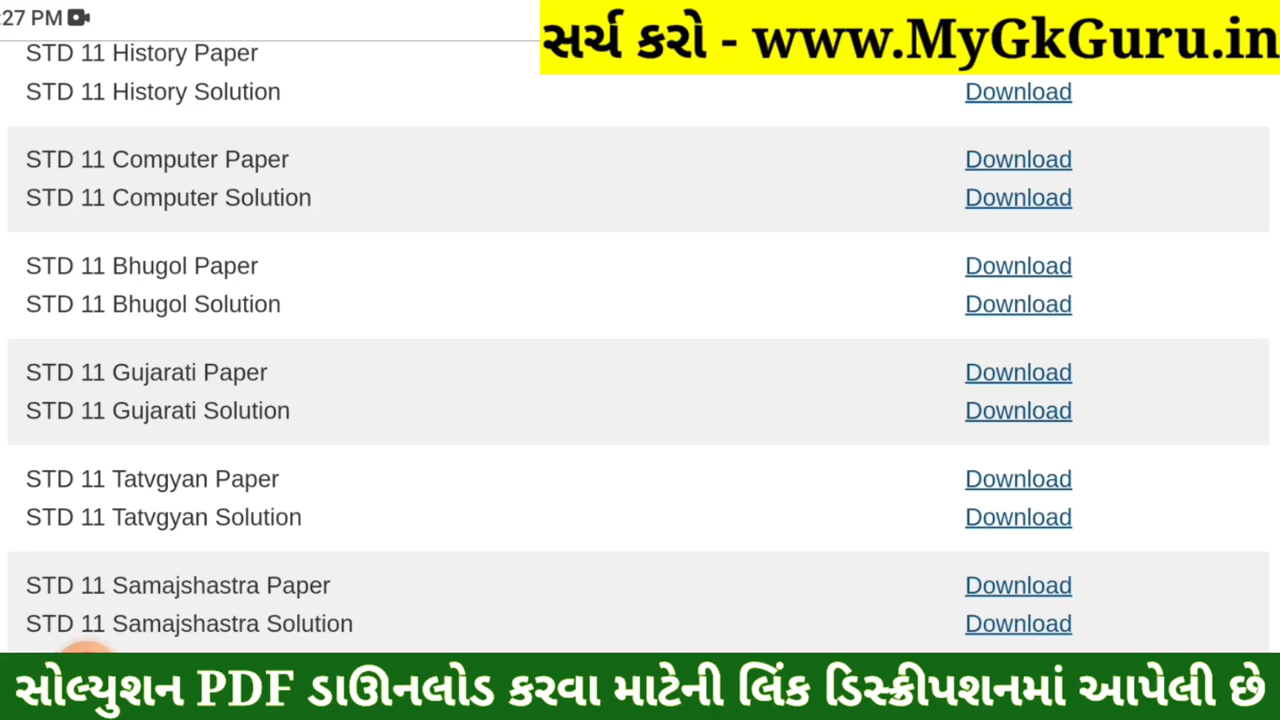 :27 PM
સર્ચ કરો - www.MyGkGuru.in
STD 11 History Paper
STD 11 History Solution Download
STD 11 Computer Paper Download
STD 11 Computer Solution Download
STD 11 Bhugol Paper Download
STD 11 Bhugol Solution Download
STD 11 Gujarati Paper Download
STD 11 Gujarati Solution Download
STD 11 Tatvgyan Paper Download
STD 11 Tatvgyan Solution Download
STD 11 Samajshastra Paper Download
STD 11 Samajshastra Solution Download
સોલ્યુશન PDF ડાઊનલોડ કરવા માટેની લિંક ડિસ્ક્રીપશનમાં આપેલી છે